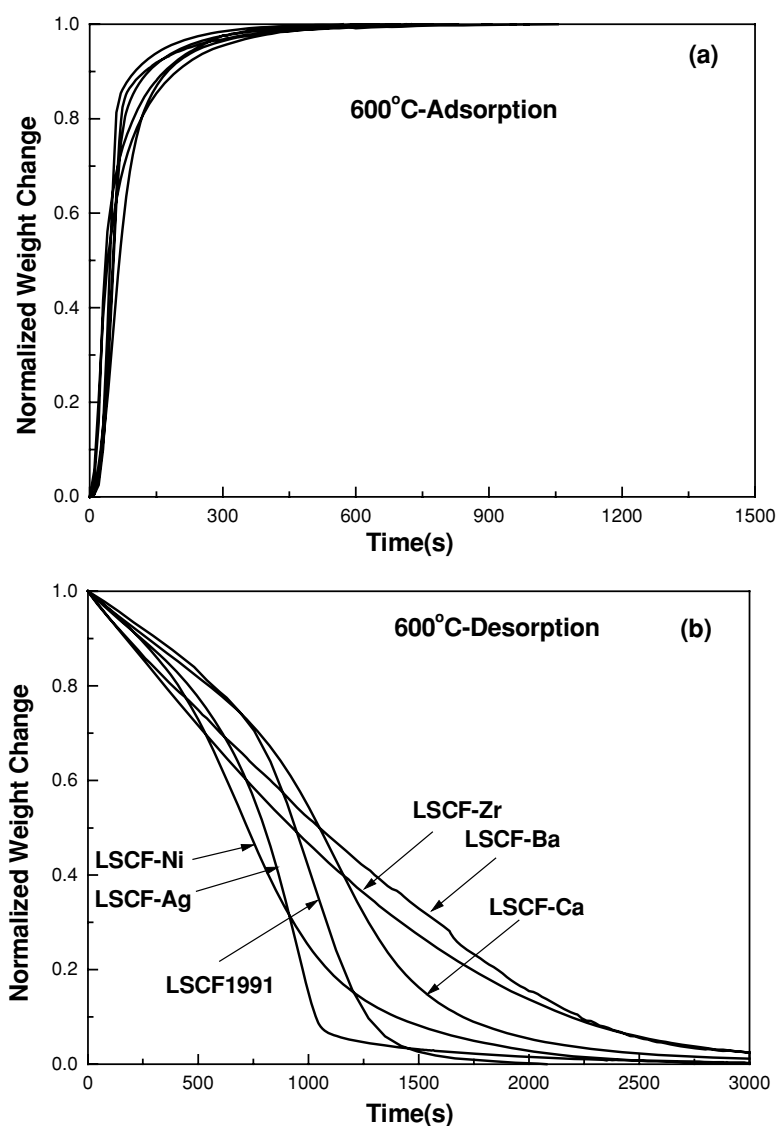 (a)
600°C-Adsorption
Normalized Weight Change
1.0
0.8
0.6
0.4
0.2
0.0
0 300 600 900 1200 1500
Time(s)
(b)
600°C-Desorption
Normalized Weight Change
1.0
0.8
0.6
0.4
0.2
0.0
LSCF-Zr
LSCF-Ba
LSCF-Ni
LSCF-Ag
LSCF-Ca
LSCF1991
0 500 1000 1500 2000 2500 3000
Time(s)